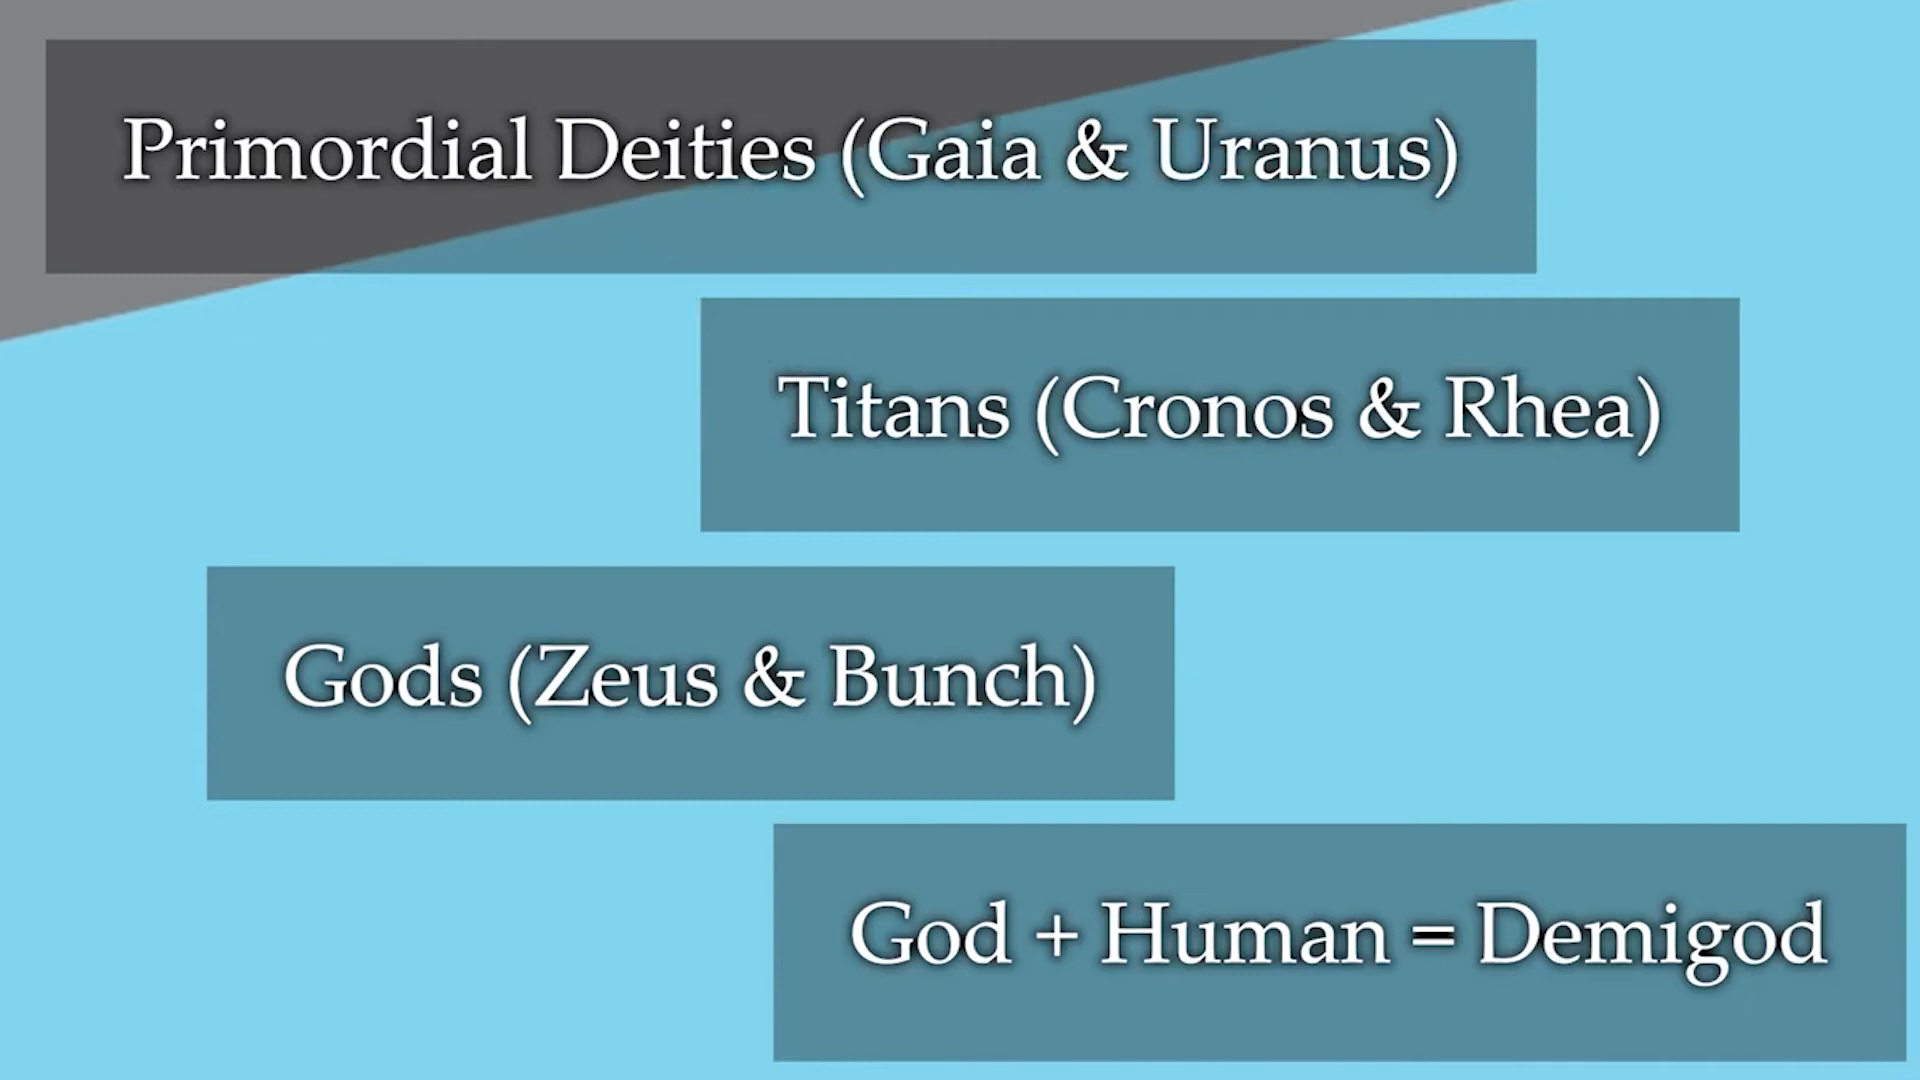 Primordial Deities (Gaia & Uranus)
Titans (Cronos & Rhea)
Gods (Zeus & Bunch)
God + Human = Demigod